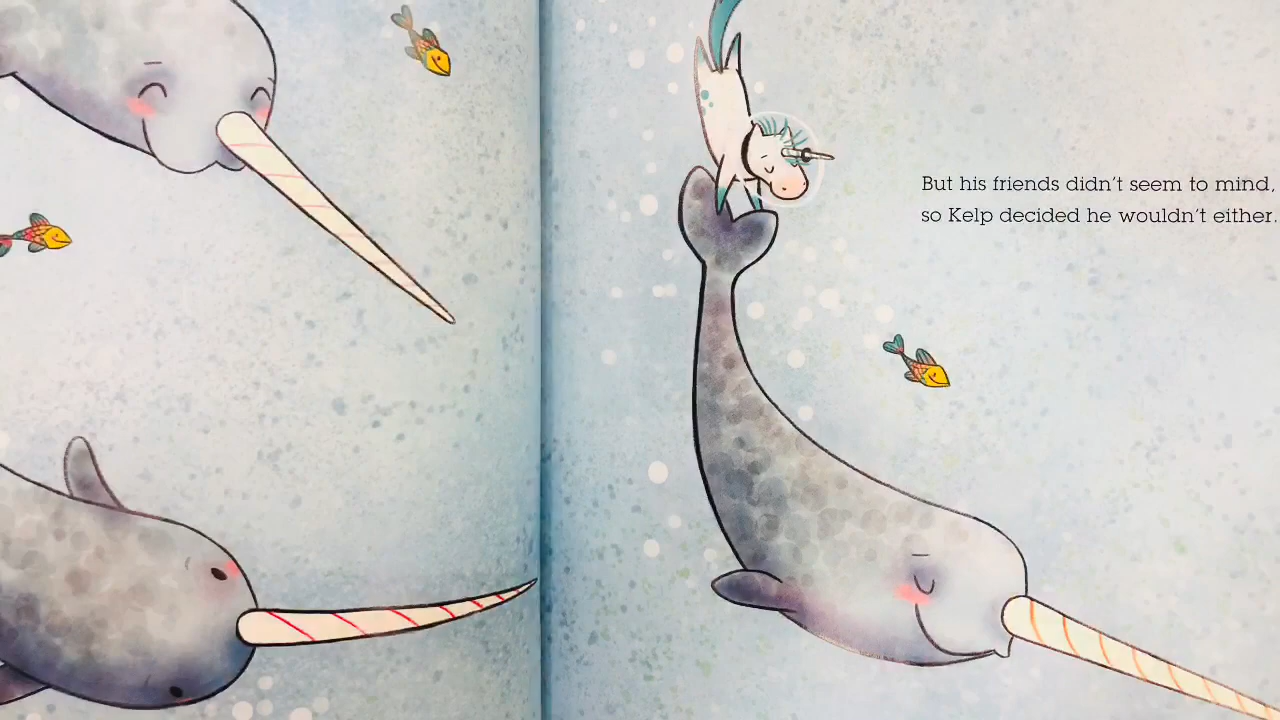 But his friends didn't seem to mind,
so Kelp decided he wouldn't either.